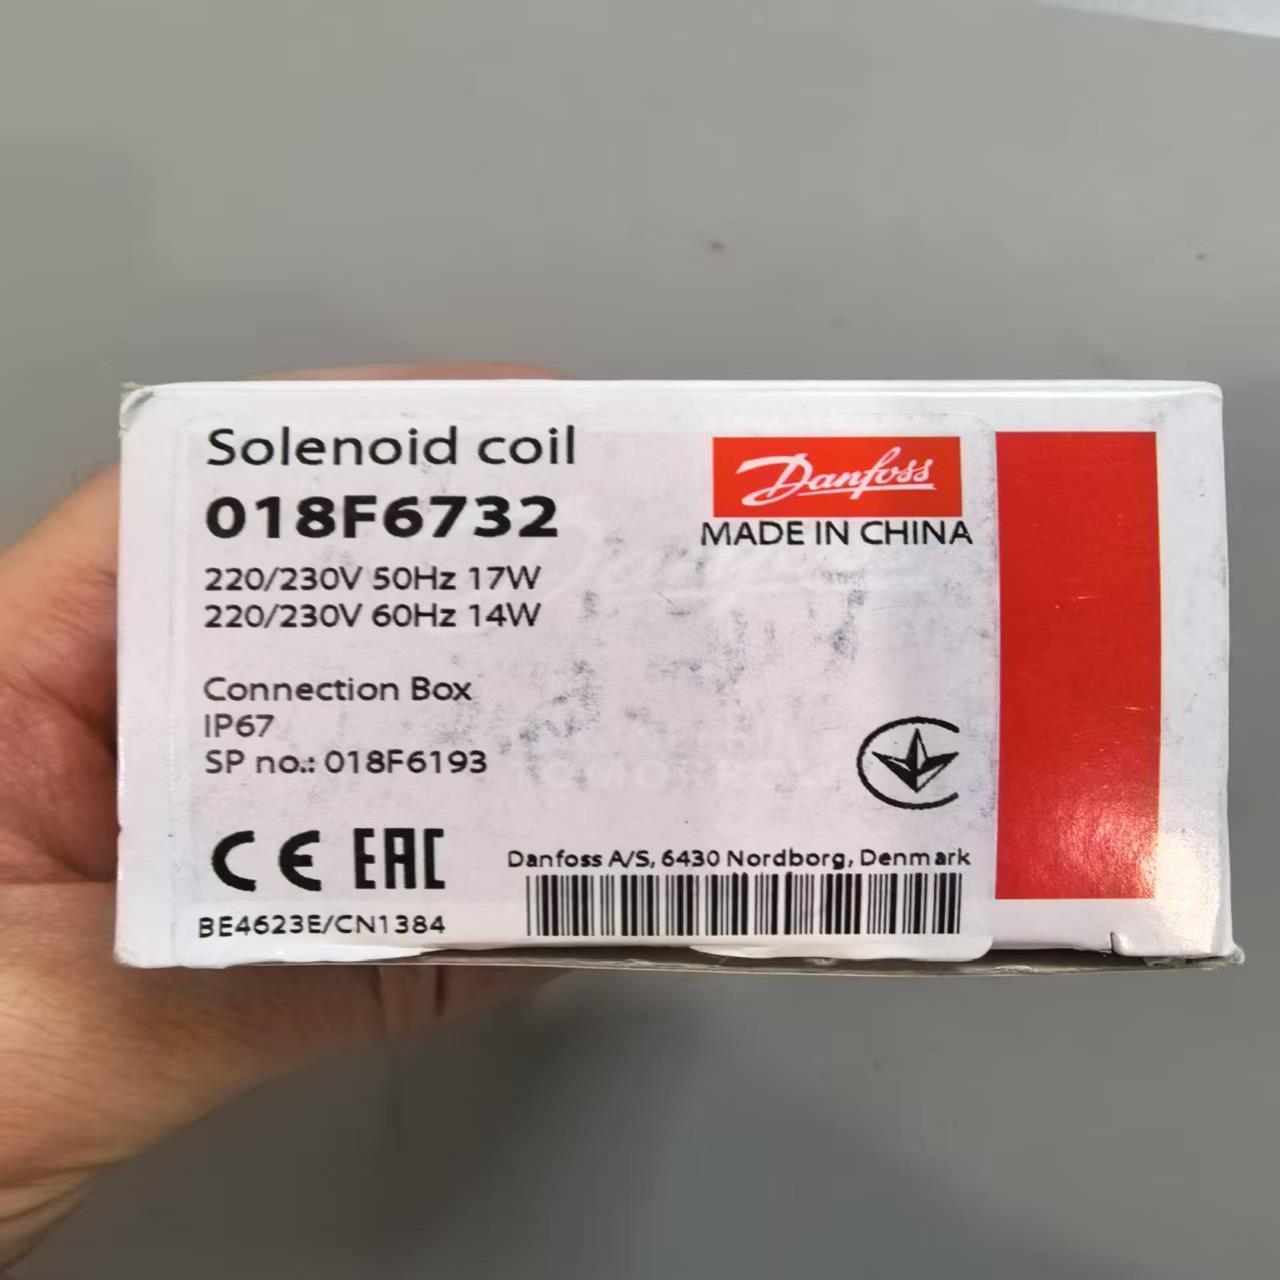 Solenoid coil
018F6732
Danfoss
MADE IN CHINA
220/230V 50Hz 17W
220/230V 60Hz 14W
Connection Box
IP67
SP no.: 018F6193
CE EAC
Danfoss A/S, 6430 Nordborg, Denmark
BE4623E/CN1384